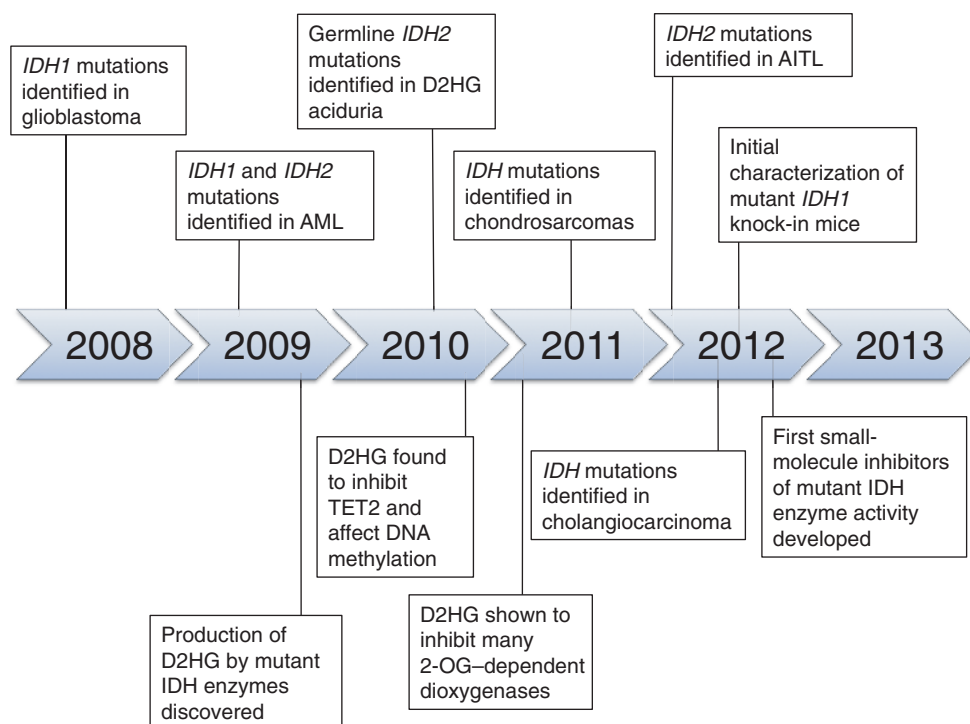 IDH1 mutations
identified in
glioblastoma
IDH1 and IDH2
mutations
identified in AML
Germline IDH2
mutations
identified in D2HG
aciduria
IDH mutations
identified in
chondrosarcomas
IDH2 mutations
identified in AITL
Initial
characterization of
mutant IDH1
knock-in mice
2008
2009
2010
2011
2012
2013
Production of
D2HG by mutant
IDH enzymes
discovered
D2HG found
to inhibit
TET2 and
affect DNA
methylation
D2HG shown to
inhibit many
2-OG–dependent
dioxygenases
IDH mutations
identified in
cholangiocarcinoma
First small-
molecule inhibitors
of mutant IDH
enzyme activity
developed